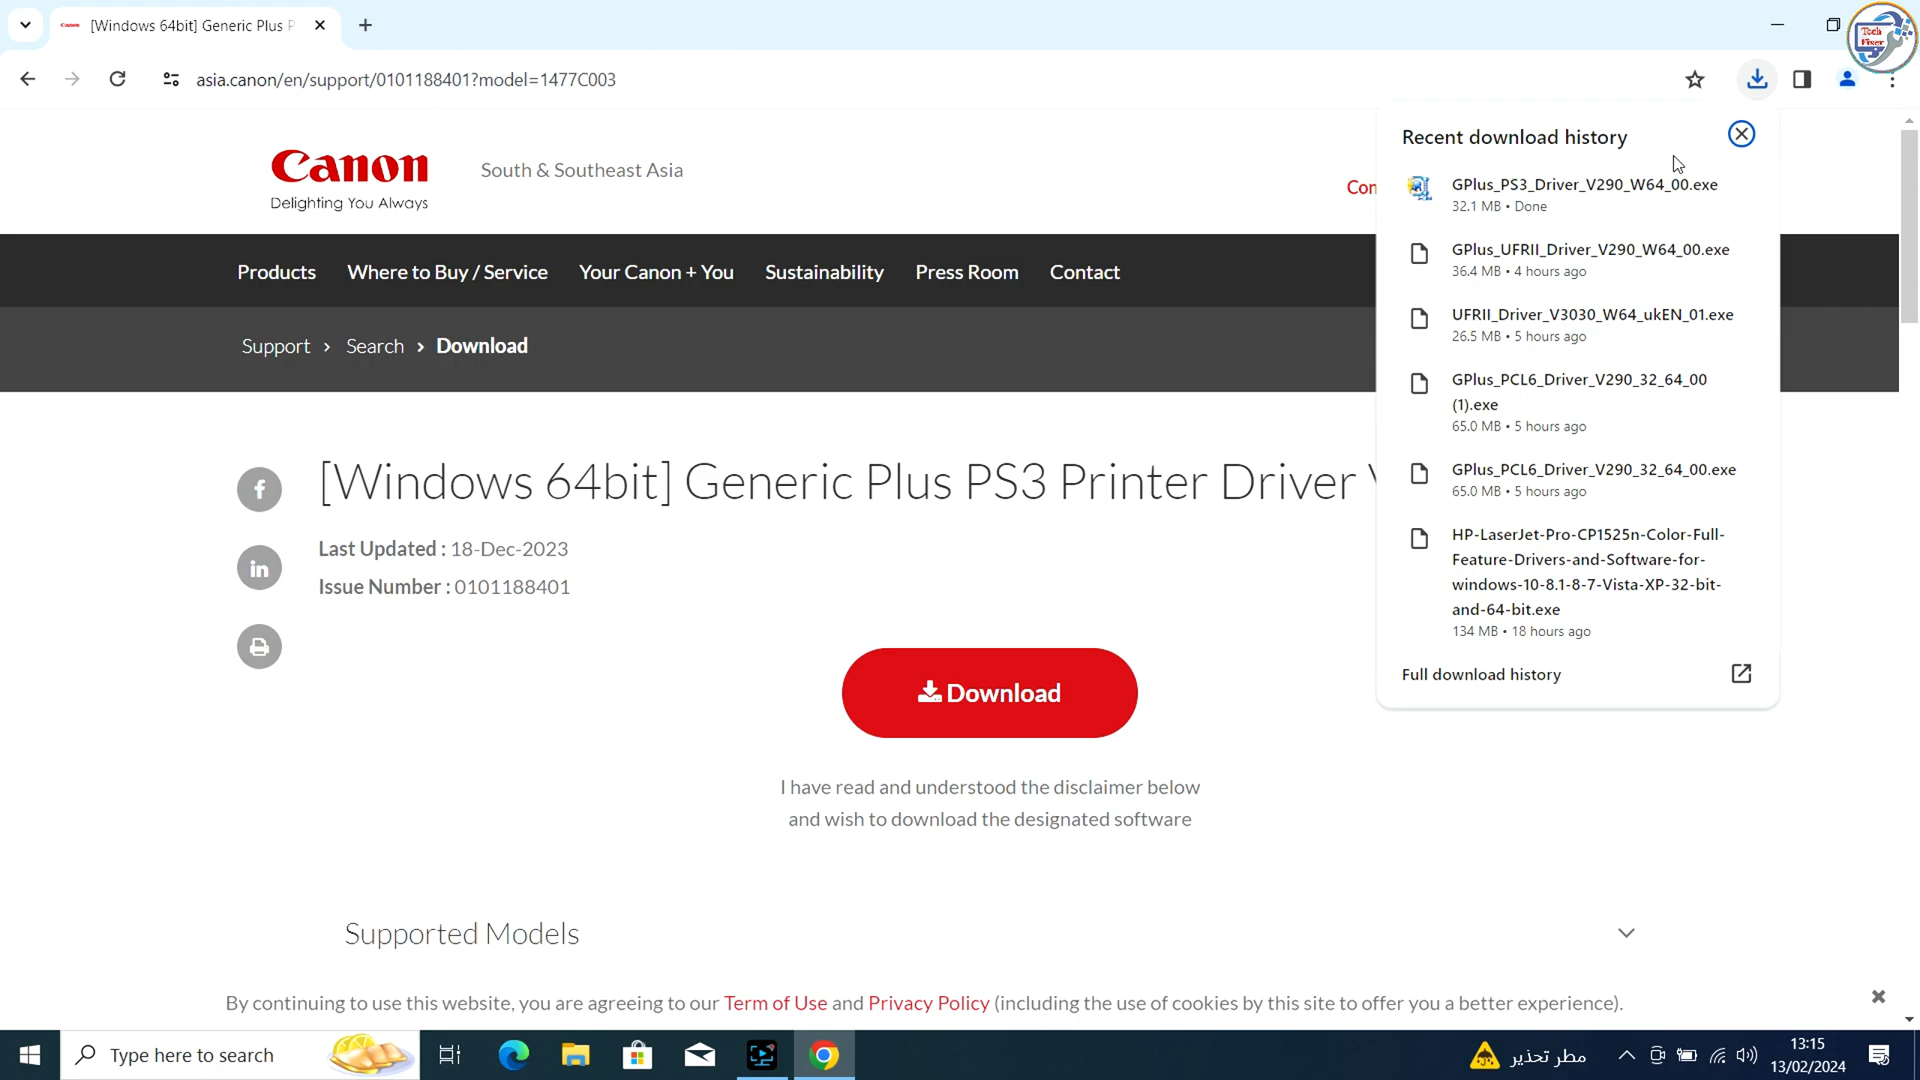 [Windows 64bit] Generic Plus P
Tech
Fixer
asia.canon/en/support/0101188401?model=1477C003
Canon
Delighting You Always
South & Southeast Asia
Con
Products
Where to Buy / Service
Your Canon + You
Sustainability
Press Room
Contact
Support › Search › Download
[Windows 64bit] Generic Plus PS3 Printer Driver
Last Updated : 18-Dec-2023
Issue Number : 0101188401
Download
I have read and understood the disclaimer below
and wish to download the designated software
Supported Models
By continuing to use this website, you are agreeing to our Term of Use and Privacy Policy (including the use of cookies by this site to offer you a better experience).
Recent download history
GPlus_PS3_Driver_V290_W64_00.exe
32.1 MB • Done
GPlus_UFRII_Driver_V290_W64_00.exe
36.4 MB • 4 hours ago
UFRII_Driver_V3030_W64_ukEN_01.exe
26.5 MB • 5 hours ago
GPlus_PCL6_Driver_V290_32_64_00
(1).exe
65.0 MB • 5 hours ago
GPlus_PCL6_Driver_V290_32_64_00.exe
65.0 MB • 5 hours ago
HP-LaserJet-Pro-CP1525n-Color-Full-
Feature-Drivers-and-Software-for-
windows-10-8.1-8-7-Vista-XP-32-bit-
and-64-bit.exe
134 MB • 18 hours ago
Full download history
Type here to search
مطر تحذير
13:15
13/02/2024